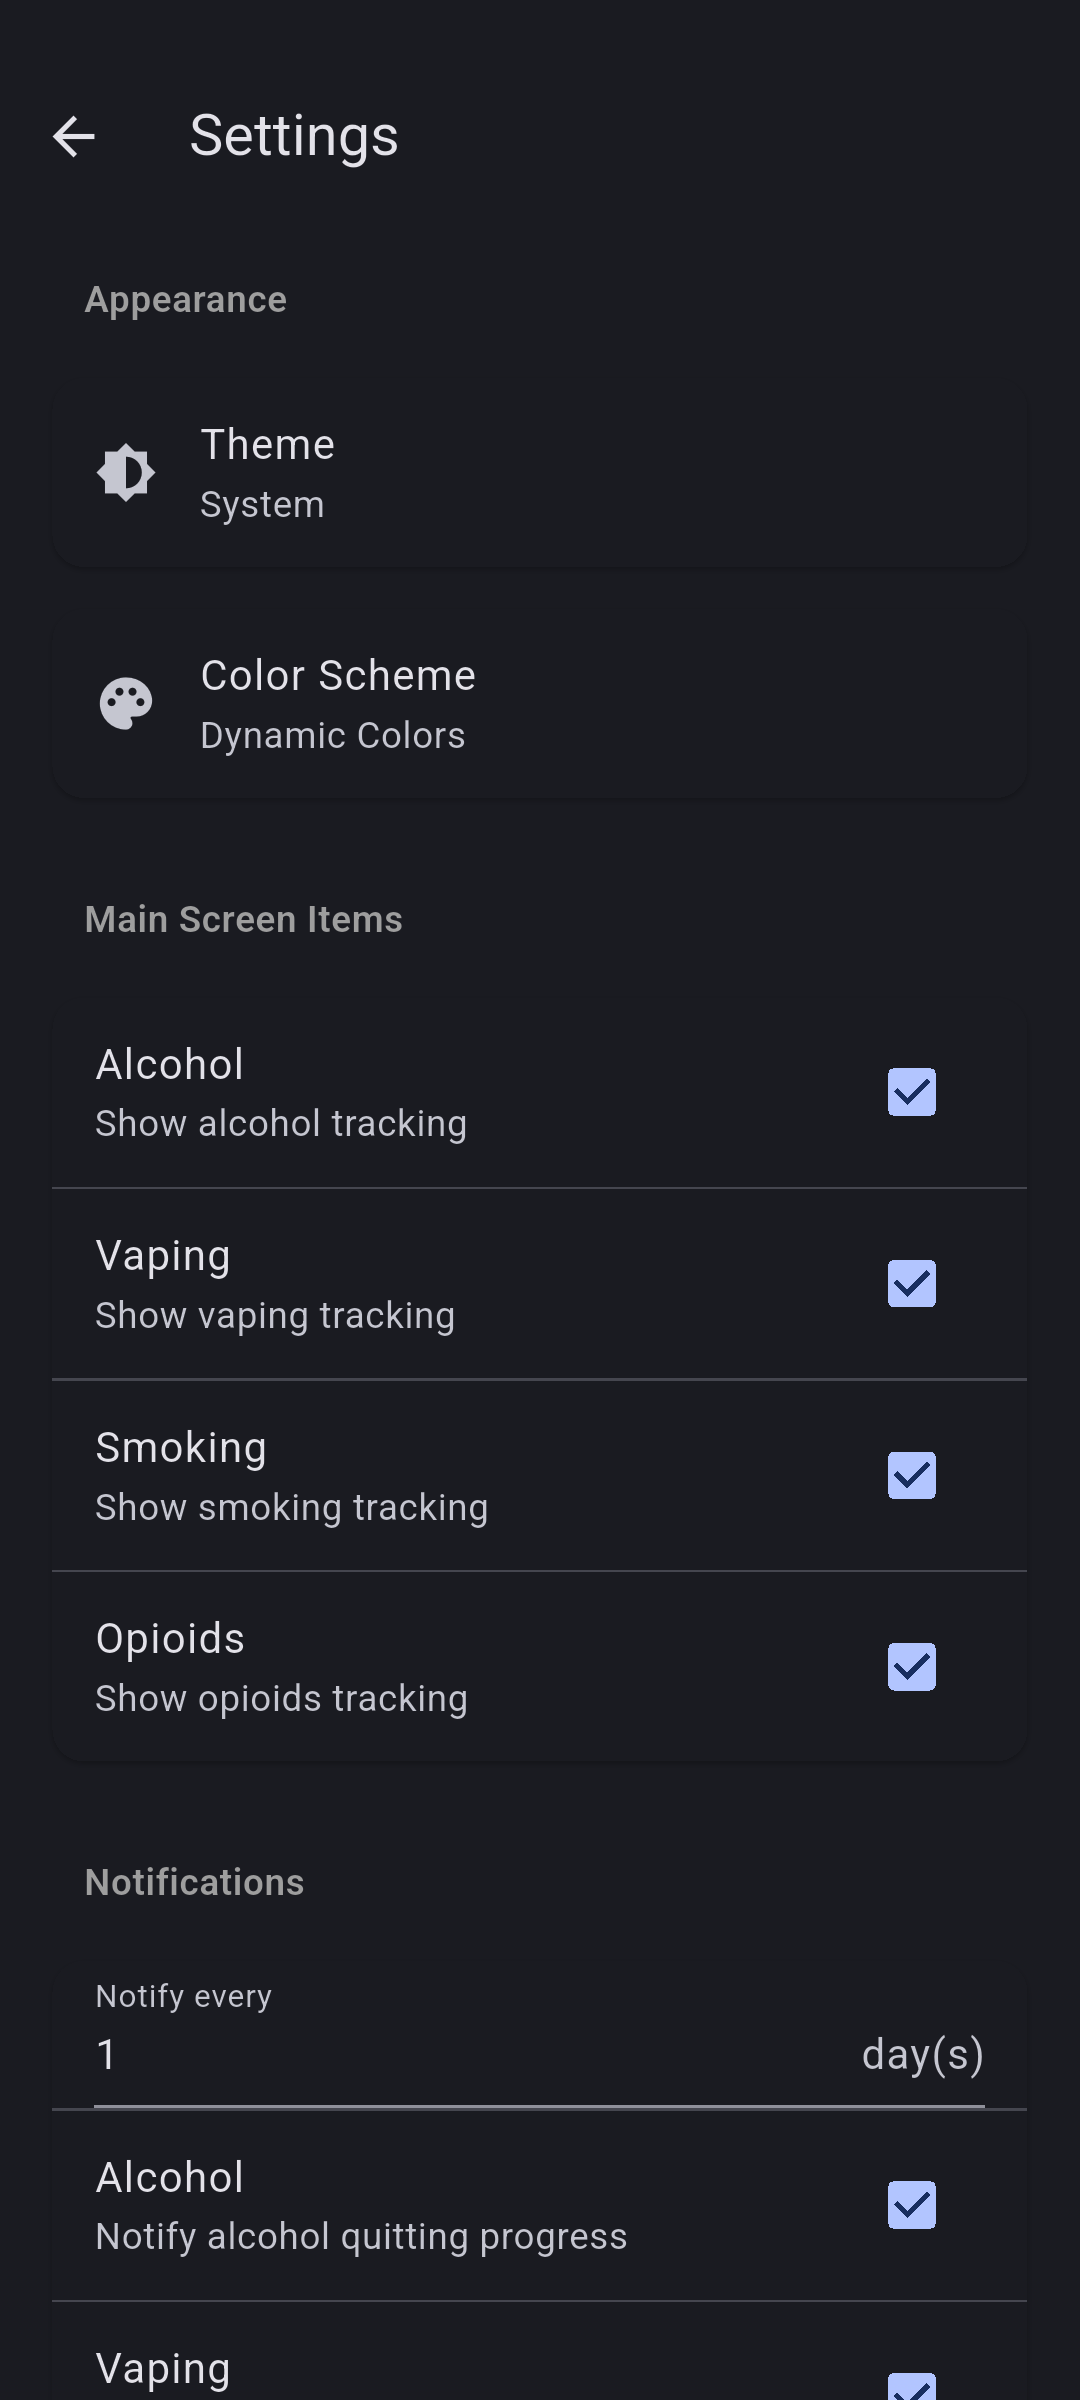 Settings
Appearance
Theme
System
Color Scheme
Dynamic Colors
Main Screen Items
Alcohol
Show alcohol tracking
Vaping
Show vaping tracking
Smoking
Show smoking tracking
Opioids
Show opioids tracking
Notifications
Notify every
1 day(s)
Alcohol
Notify alcohol quitting progress
Vaping